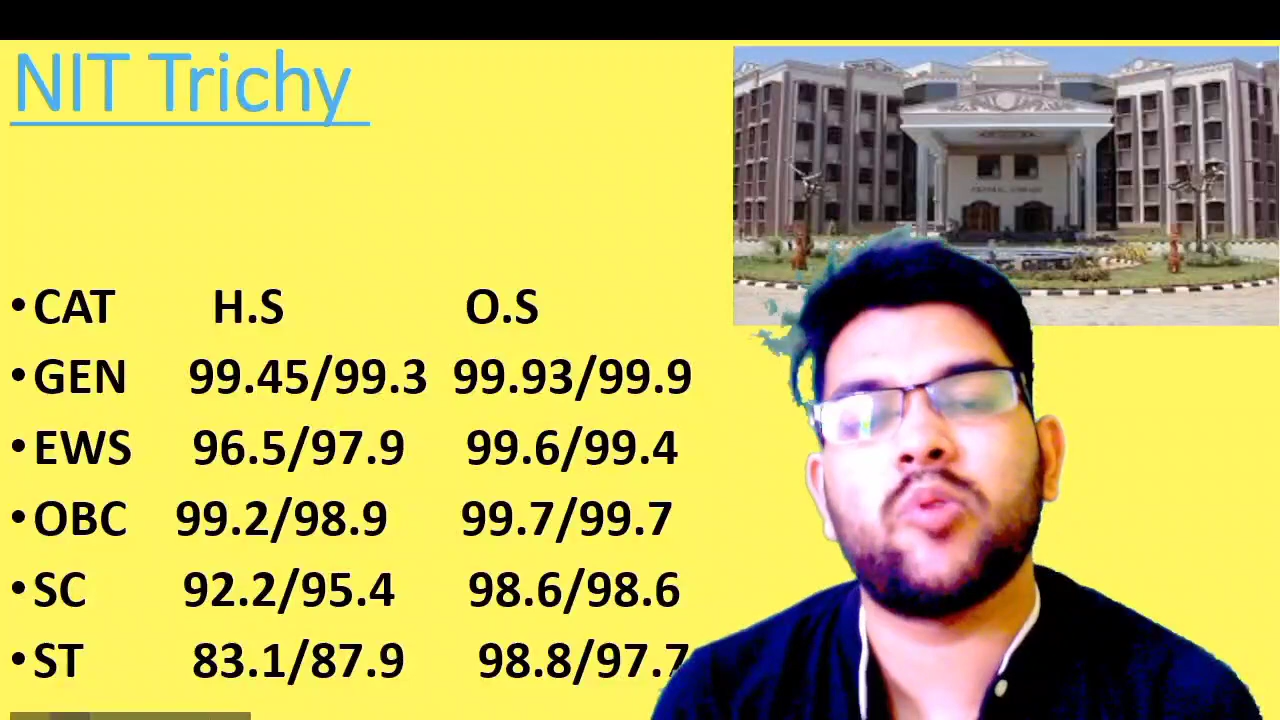 NIT Trichy
• CAT H.S O.S
• GEN 99.45/99.3 99.93/99.9
• EWS 96.5/97.9 99.6/99.4
• OBC 99.2/98.9 99.7/99.7
• SC 92.2/95.4 98.6/98.6
• ST 83.1/87.9 98.8/97.7